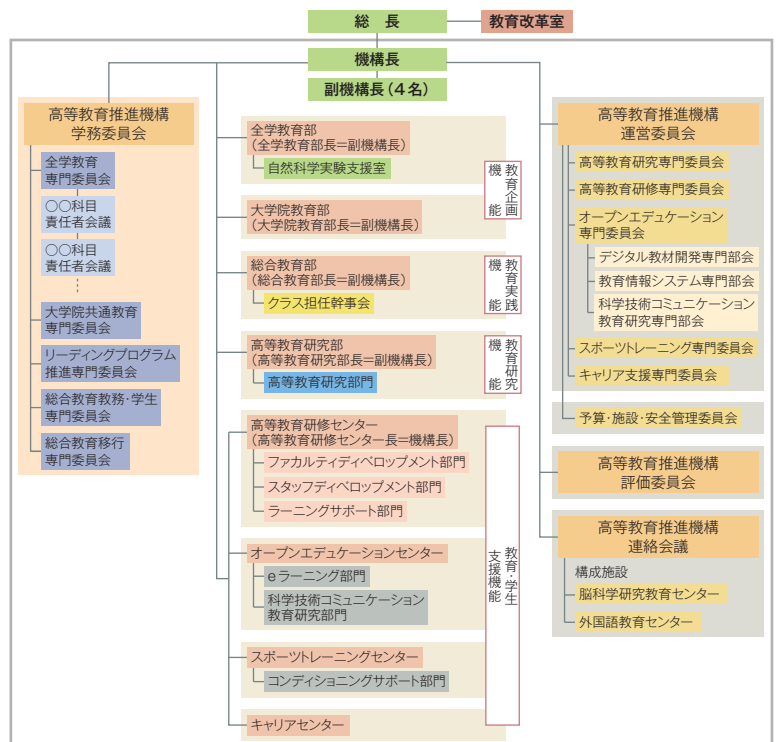 総　長
教育改革室
機構長
副機構長（4名）
高等教育推進機構
学務委員会
全学教育
専門委員会
〇〇科目
責任者会議
〇〇科目
責任者会議
大学院共通教育
専門委員会
リーディングプログラム
推進専門委員会
総合教育教務・学生
専門委員会
総合教育移行
専門委員会
全学教育部
（全学教育部長＝副機構長）
自然科学実験支援室
大学院教育部
（大学院教育部長＝副機構長）
教育企画
機　能
総合教育部
（総合教育部長＝副機構長）
クラス担任幹事会
教育実践
機　能
高等教育研究部
（高等教育研究部長＝副機構長）
高等教育研究部門
教育研究
機　能
高等教育研修センター
（高等教育研修センター長＝機構長）
ファカルティディベロップメント部門
スタッフディベロップメント部門
ラーニングサポート部門
オープンエデュケーションセンター
eラーニング部門
科学技術コミュニケーション
教育研究部門
スポーツトレーニングセンター
コンディショニングサポート部門
キャリアセンター
教育・学生
支援機能
高等教育推進機構
運営委員会
高等教育研究専門委員会
高等教育研修専門委員会
オープンエデュケーション
専門委員会
デジタル教材開発専門部会
教育情報システム専門部会
科学技術コミュニケーション
教育研究専門部会
スポーツトレーニング専門委員会
キャリア支援専門委員会
予算・施設・安全管理委員会
高等教育推進機構
評価委員会
高等教育推進機構
連絡会議
構成施設
脳科学研究教育センター
外国語教育センター